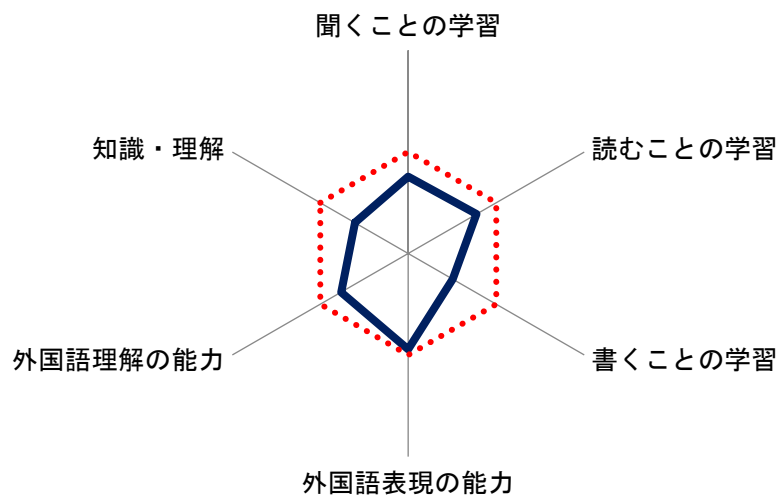 聞くことの学習
知識・理解
読むことの学習
外国語理解の能力
書くことの学習
外国語表現の能力